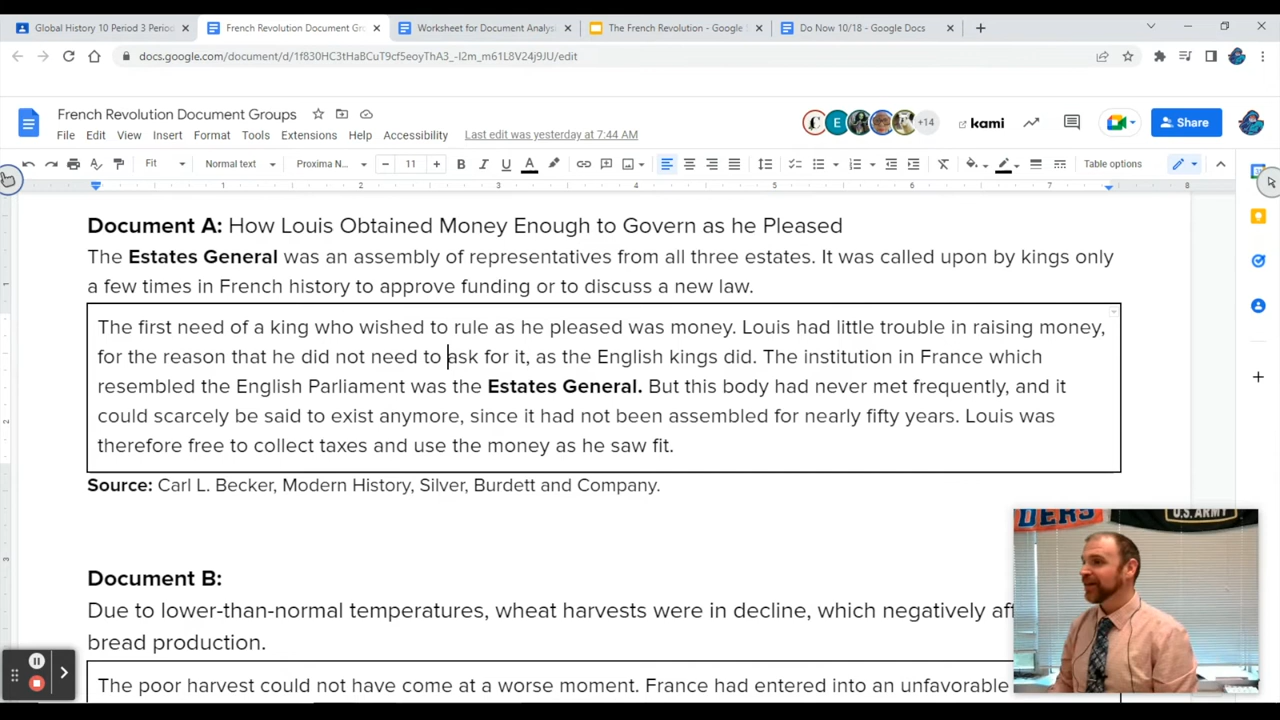 Global History 10 Period 3 Perio
French Revolution Document Gr
Worksheet for Document Analys
The French Revolution - Google
Do Now 10/18 - Google Docs
docs.google.com/document/d/1f830HC3tHaBCuT9cf5eoyThA3_-I2m_m61L8V24j9JU/edit
French Revolution Document Groups
E
+14
kami
Share
File Edit View Insert Format Tools Extensions Help Accessibility Last edit was yesterday at 7:44 AM
Fit Normal text Proxima N... 11 B I U A Table options
1 2 3 4 5 6 7 8
Document A: How Louis Obtained Money Enough to Govern as he Pleased
The Estates General was an assembly of representatives from all three estates. It was called upon by kings only
a few times in French history to approve funding or to discuss a new law.
The first need of a king who wished to rule as he pleased was money. Louis had little trouble in raising money,
for the reason that he did not need to ask for it, as the English kings did. The institution in France which
resembled the English Parliament was the Estates General. But this body had never met frequently, and it
could scarcely be said to exist anymore, since it had not been assembled for nearly fifty years. Louis was
therefore free to collect taxes and use the money as he saw fit.
Source: Carl L. Becker, Modern History, Silver, Burdett and Company.
DERS
U.S. ARMY
Document B:
Due to lower-than-normal temperatures, wheat harvests were in decline, which negatively aff
bread production.
The poor harvest could not have come at a worse moment. France had entered into an unfavorable